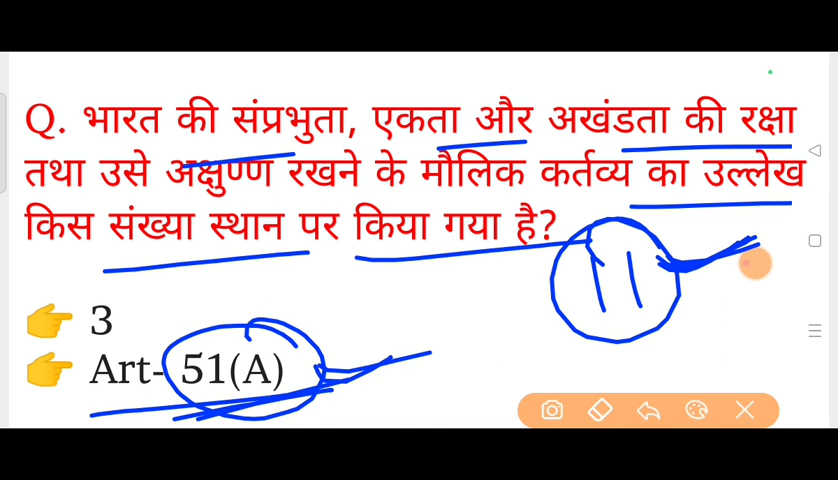 Q. भारत की संप्रभुता, एकता और अखंडता की रक्षा
तथा उसे अक्षुण्ण रखने के मौलिक कर्तव्य का उल्लेख
किस संख्या स्थान पर किया गया है?
11
👉 3
👉 Art- 51(A)